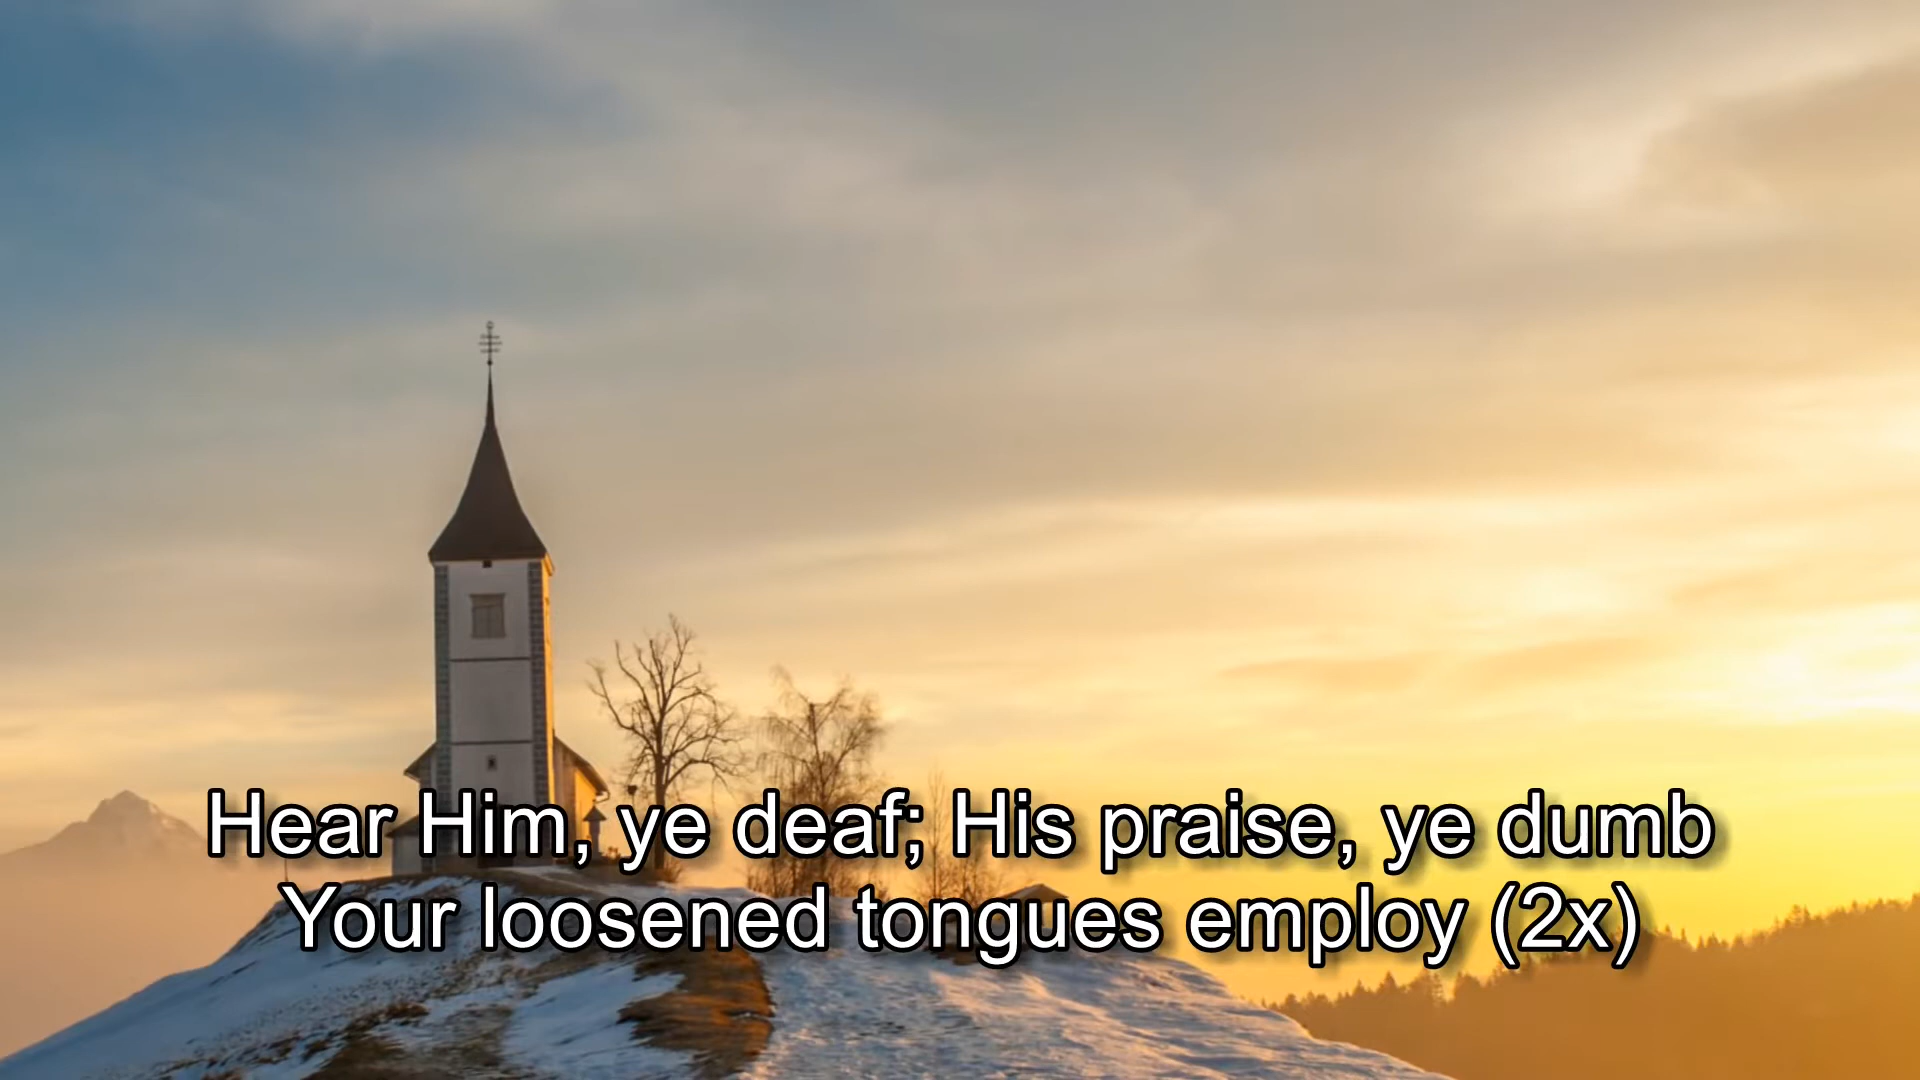 Hear Him, ye deaf; His praise, ye dumb
Your loosened tongues employ (2x)